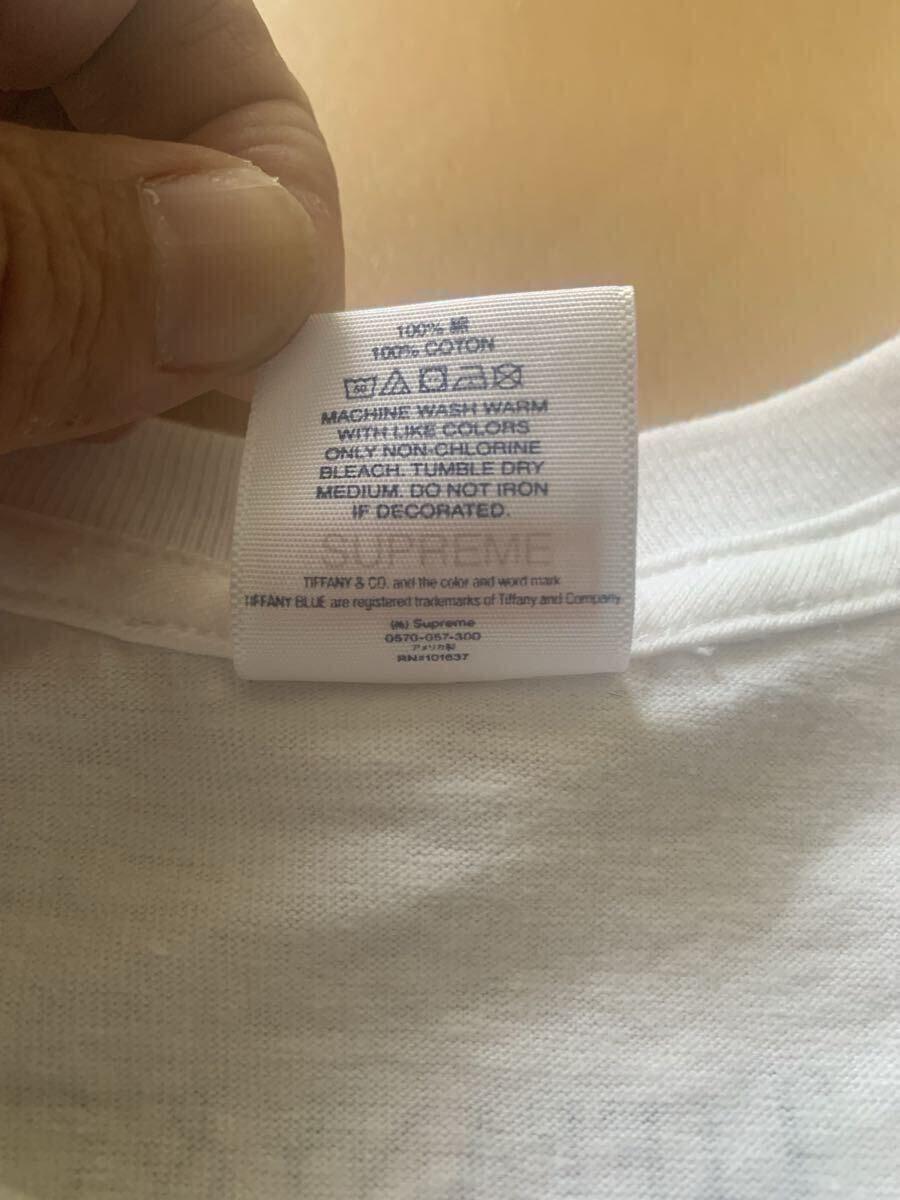 100% 綿
100% COTON
60
MACHINE WASH WARM
WITH LIKE COLORS
ONLY NON-CHLORINE
BLEACH. TUMBLE DRY
MEDIUM. DO NOT IRON
IF DECORATED.
SUPREME
TIFFANY & CO. and the color and word mark
TIFFANY BLUE are registered trademarks of Tiffany and Company
(株) Supreme
0570-057-300
アメリカ製
RN#101837